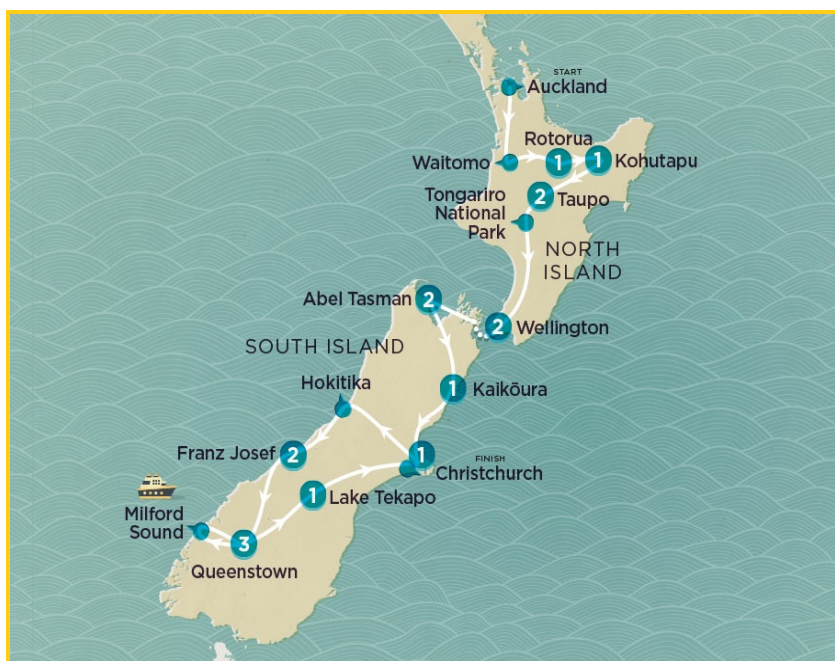 START
Auckland
Rotorua
Waitomo
1
1
Kohutapu
Tongariro
National
Park
2
Taupo
NORTH
ISLAND
Abel Tasman
2
2
Wellington
SOUTH ISLAND
Hokitika
1
Kaikōura
Franz Josef
2
1
FINISH
Christchurch
1
Lake Tekapo
Milford
Sound
3
Queenstown